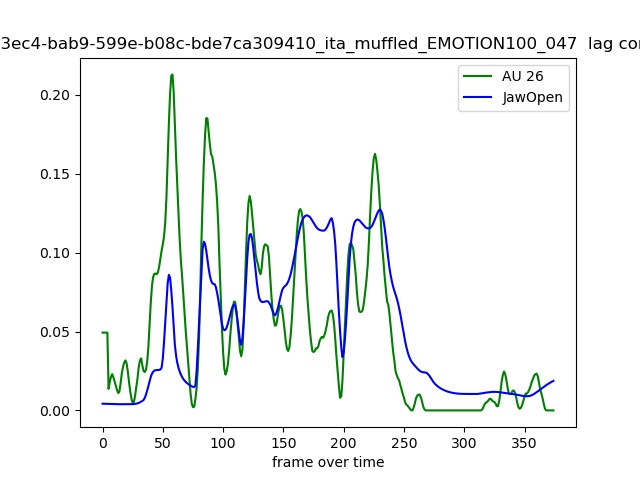 3ec4-bab9-599e-b08c-bde7ca309410_ita_muffled_EMOTION100_047 lag
AU 26
JawOpen
0.20
0.15
0.10
0.05
0.00
0 50 100 150 200 250 300 350
frame over time